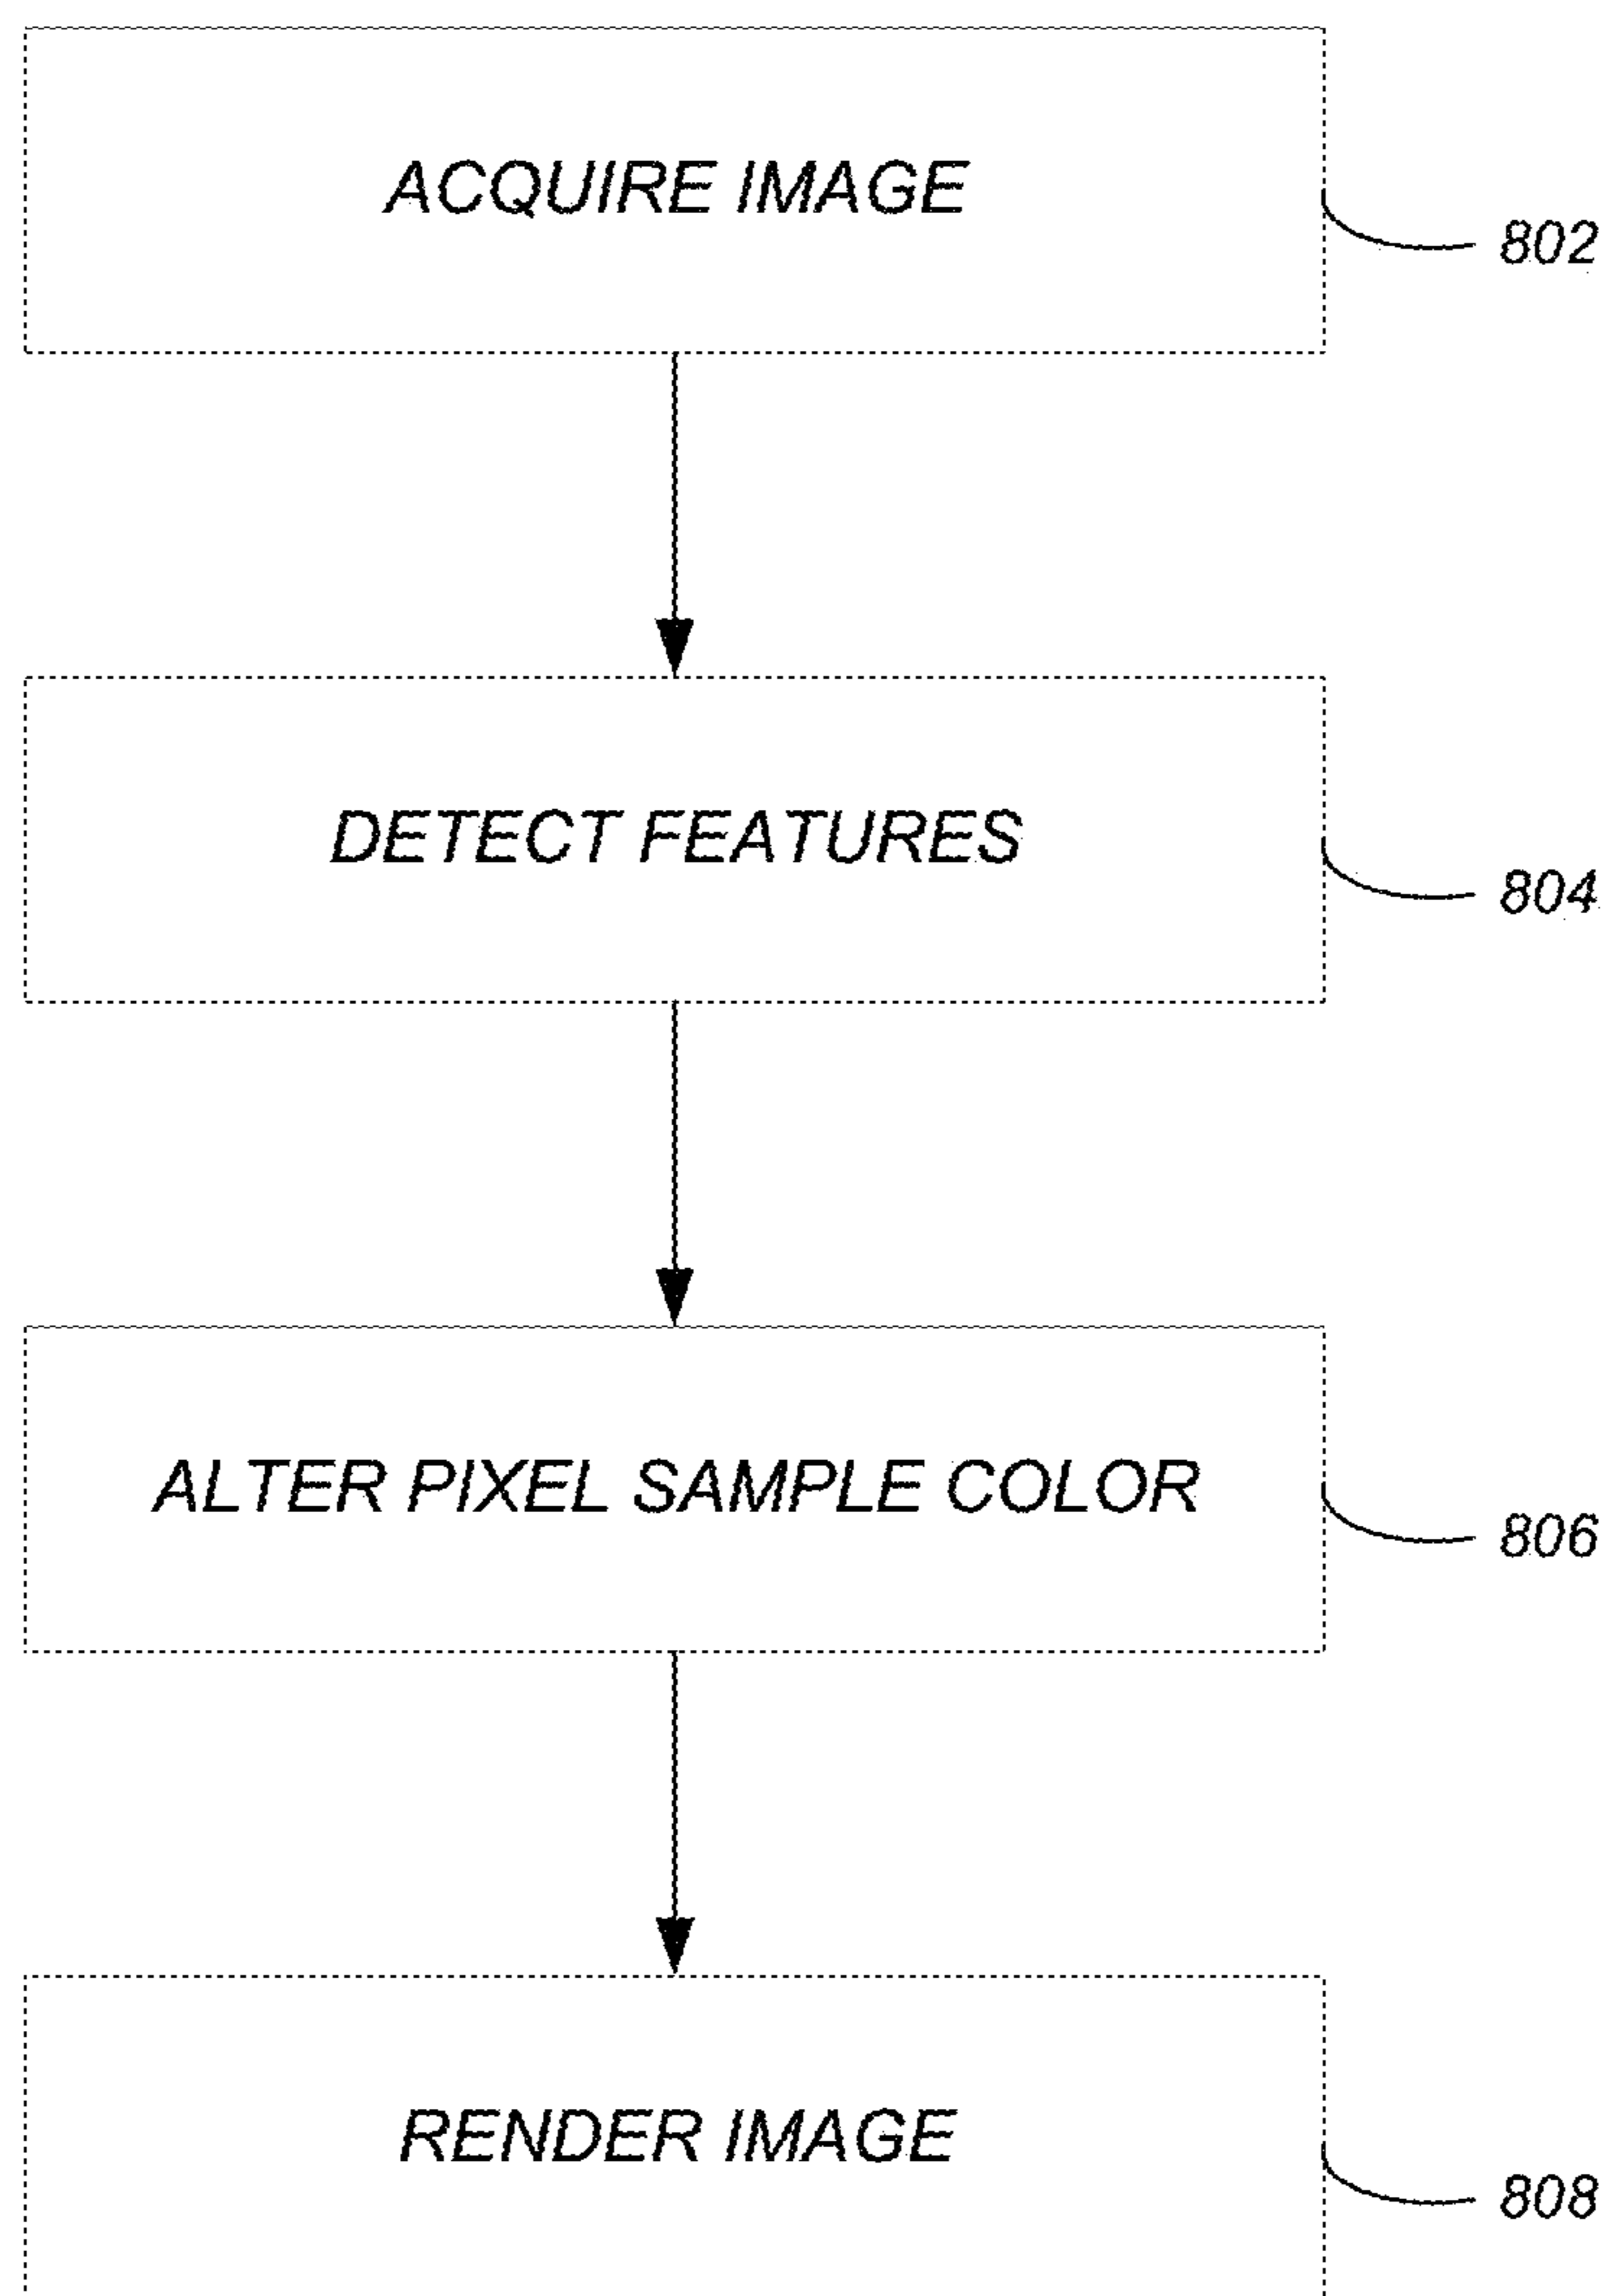 ACQUIRE IMAGE
802
DETECT FEATURES
804
ALTER PIXEL SAMPLE COLOR
806
RENDER IMAGE
808